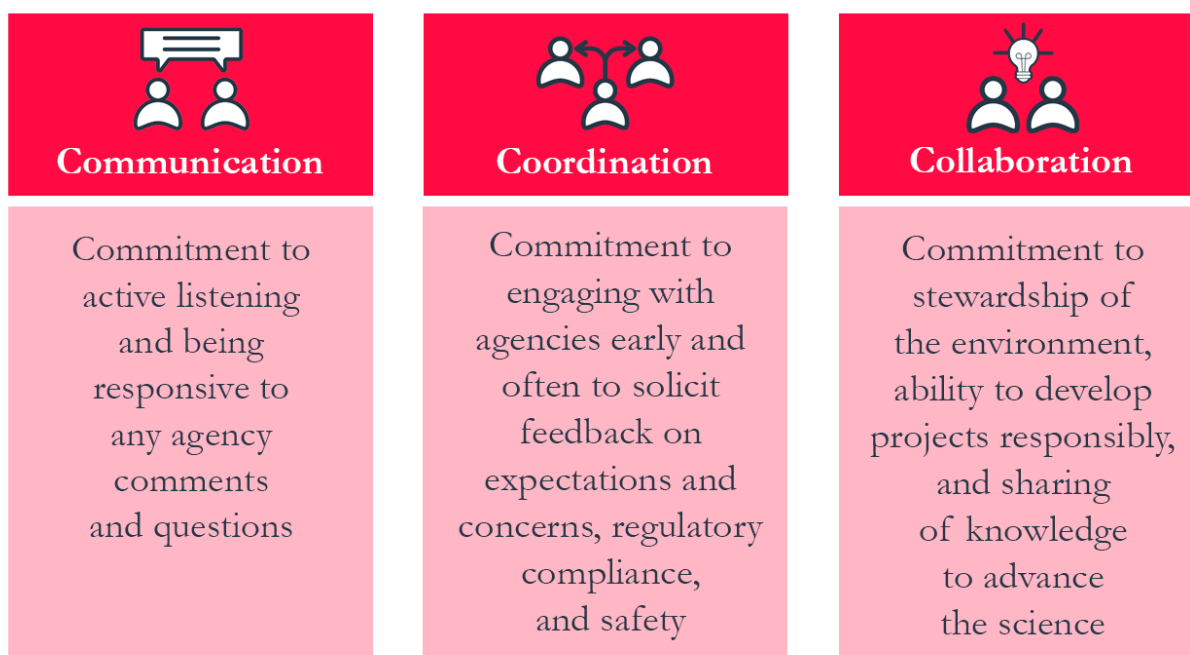 Communication
Commitment to
active listening
and being
responsive to
any agency
comments
and questions
Coordination
Commitment to
engaging with
agencies early and
often to solicit
feedback on
expectations and
concerns, regulatory
compliance,
and safety
Collaboration
Commitment to
stewardship of
the environment,
ability to develop
projects responsibly,
and sharing
of knowledge
to advance
the science